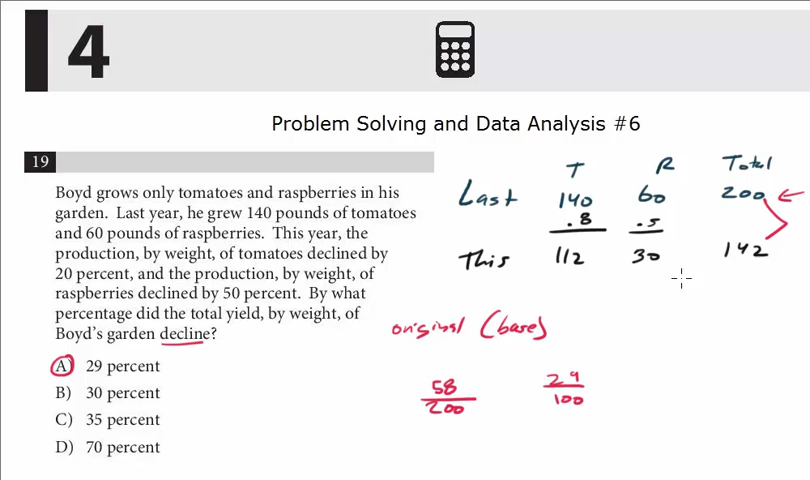 4
Problem Solving and Data Analysis #6
19
Boyd grows only tomatoes and raspberries in his
garden. Last year, he grew 140 pounds of tomatoes
and 60 pounds of raspberries. This year, the
production, by weight, of tomatoes declined by
20 percent, and the production, by weight, of
raspberries declined by 50 percent. By what
percentage did the total yield, by weight, of
Boyd's garden decline?
A) 29 percent
B) 30 percent
C) 35 percent
D) 70 percent
T R Total
Last 140 60 200
.8 .5
This 112 30 142
original (base)
58 29
200 100